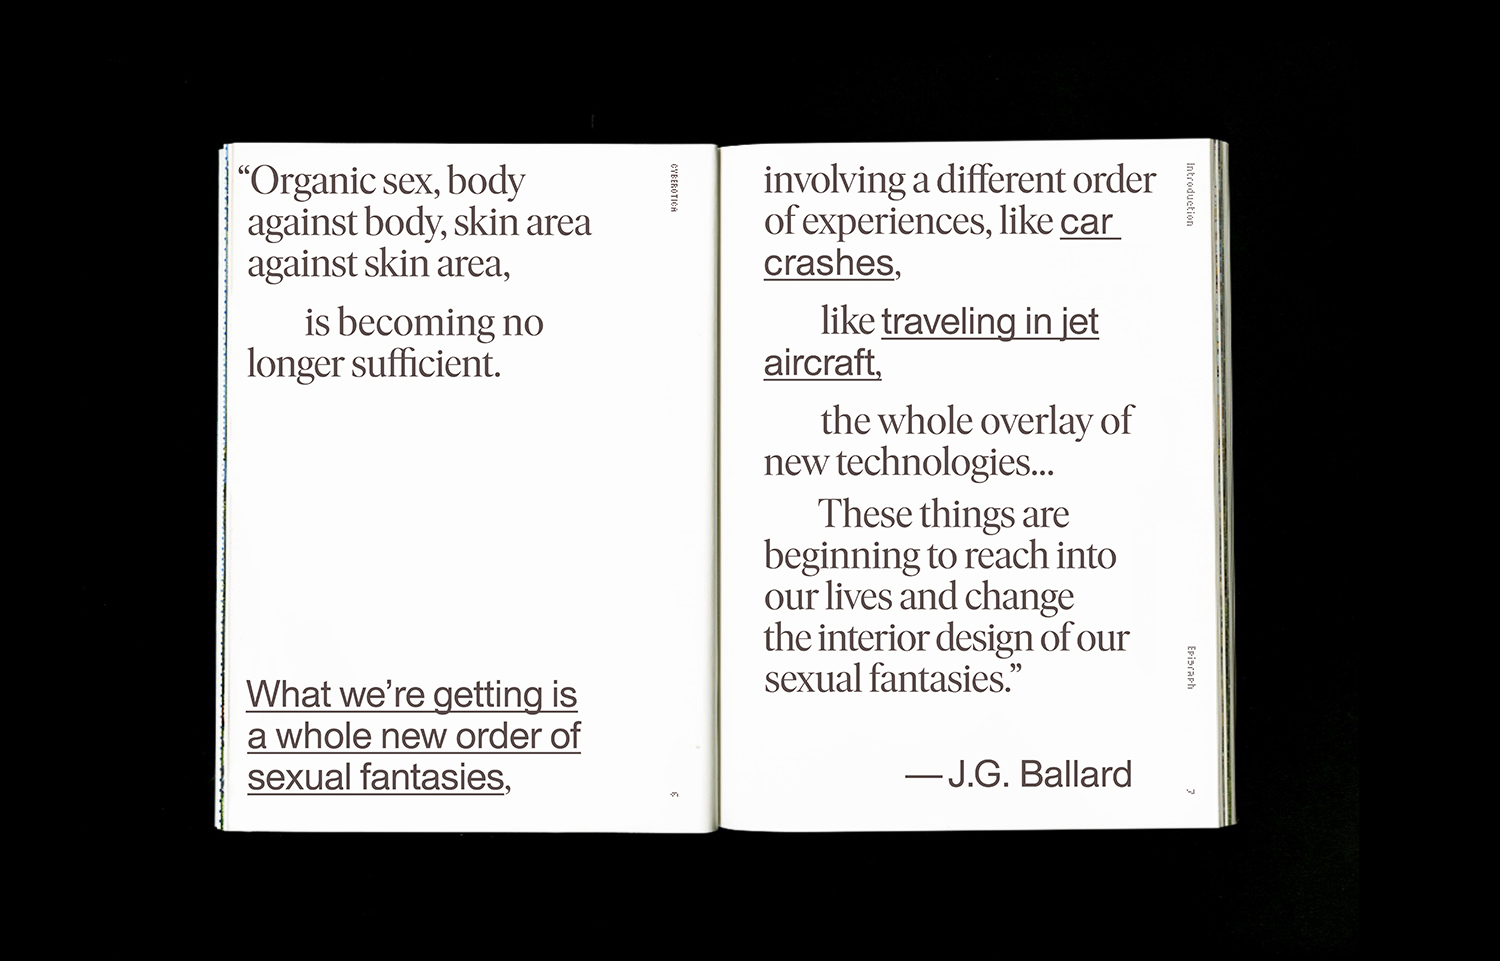 “Organic sex, body
against body, skin area
against skin area,
is becoming no
longer sufficient.
What we’re getting is
a whole new order of
sexual fantasies,
CYBEROTICA
6
involving a different order
of experiences, like car
crashes,
like traveling in jet
aircraft,
the whole overlay of
new technologies...
These things are
beginning to reach into
our lives and change
the interior design of our
sexual fantasies.”
— J.G. Ballard
Introduction
Epigraph
7